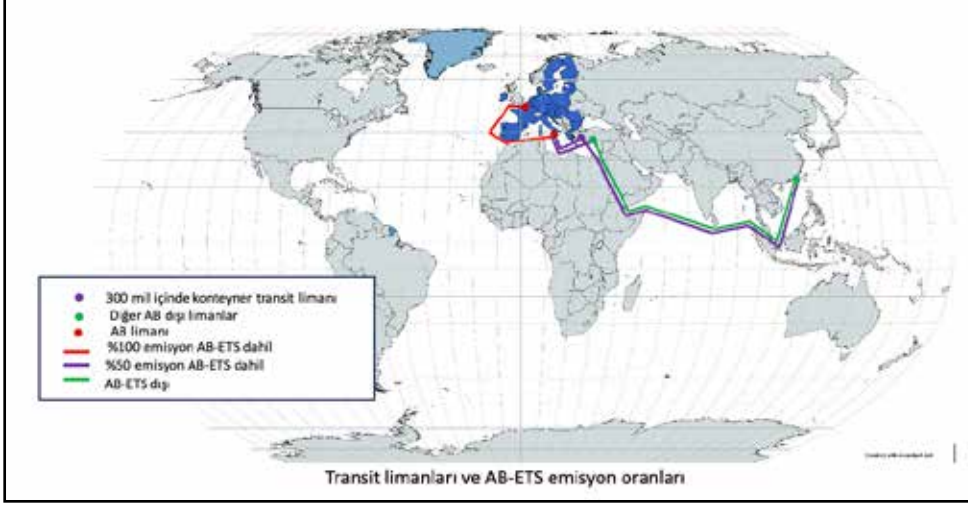 300 mil içinde konteyner transit limanı
Diğer AB dışı limanlar
AB limanı
%100 emisyon AB-ETS dahil
%50 emisyon AB-ETS dahil
AB-ETS dışı
Transit limanları ve AB-ETS emisyon oranları